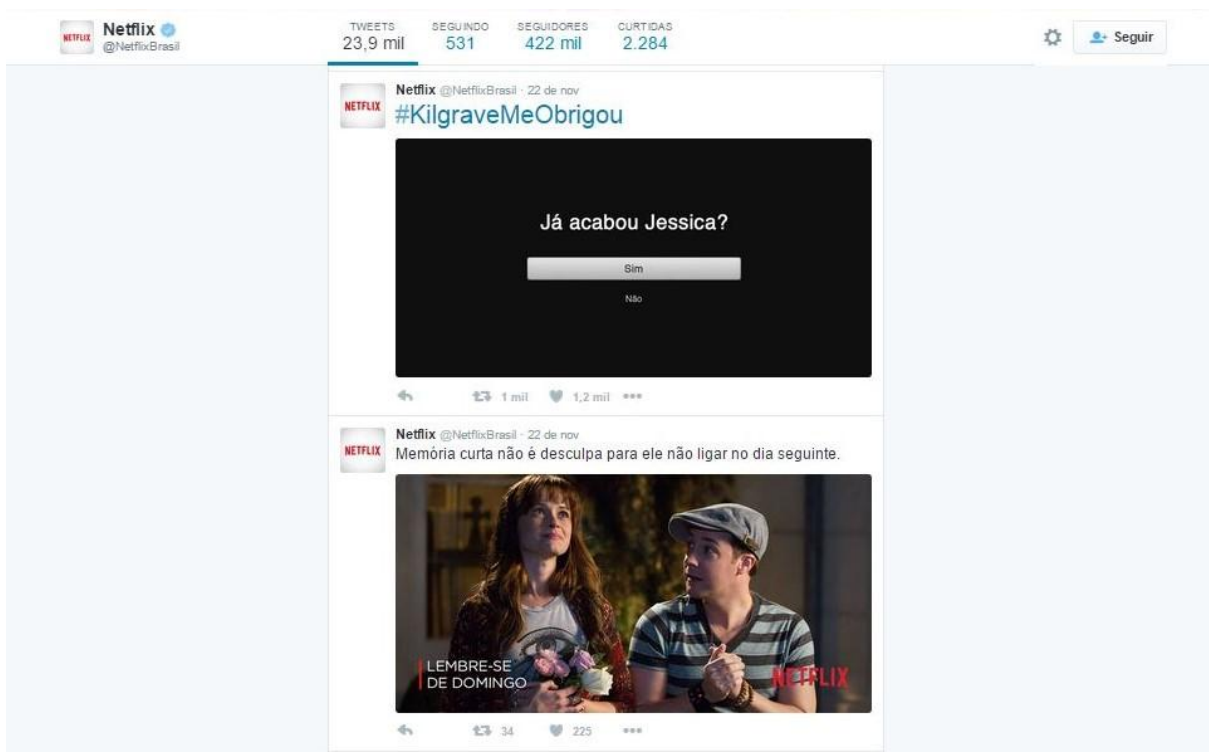 NETFLIX
Netflix
@NetflixBrasil
TWEETS
23,9 mil
SEGUINDO
531
SEGUIDORES
422 mil
CURTIDAS
2.284
Seguir
NETFLIX
Netflix @NetflixBrasil · 22 de nov
#KilgraveMeObrigou
Já acabou Jessica?
Sim
Não
1 mil 1,2 mil
NETFLIX
Netflix @NetflixBrasil · 22 de nov
Memória curta não é desculpa para ele não ligar no dia seguinte.
LEMBRE-SE
DE DOMINGO
NETFLIX
34 225